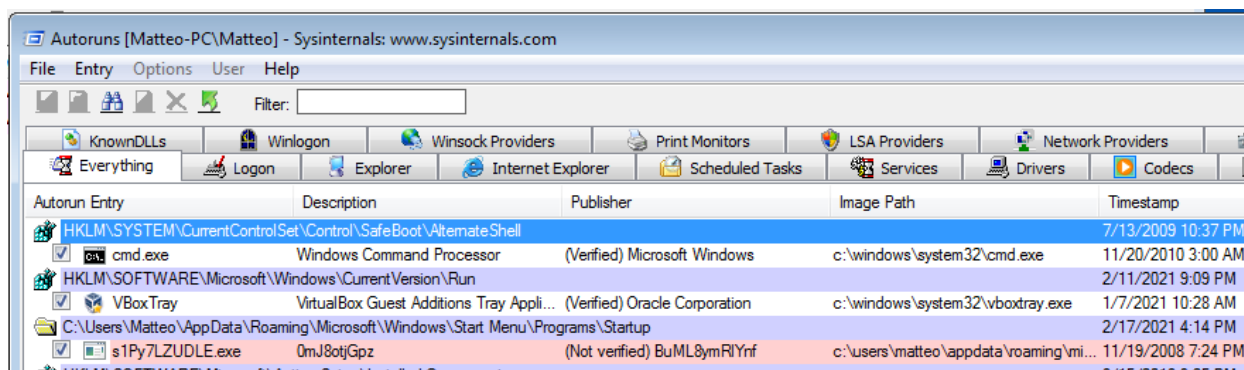 Autoruns [Matteo-PC\Matteo] - Sysinternals: www.sysinternals.com
File Entry Options User Help
Filter:
KnownDLLs Winlogon Winsock Providers Print Monitors LSA Providers Network Providers
Everything Logon Explorer Internet Explorer Scheduled Tasks Services Drivers Codecs
Autorun Entry Description Publisher Image Path Timestamp
HKLM\SYSTEM\CurrentControlSet\Control\SafeBoot\AlternateShell 7/13/2009 10:37 PM
cmd.exe Windows Command Processor (Verified) Microsoft Windows c:\windows\system32\cmd.exe 11/20/2010 3:00 AM
HKLM\SOFTWARE\Microsoft\Windows\CurrentVersion\Run 2/11/2021 9:09 PM
VBoxTray VirtualBox Guest Additions Tray Appli... (Verified) Oracle Corporation c:\windows\system32\vboxtray.exe 1/7/2021 10:28 AM
C:\Users\Matteo\AppData\Roaming\Microsoft\Windows\Start Menu\Programs\Startup 2/17/2021 4:14 PM
s1Py7LZUDLE.exe 0mJ8otjGpz (Not verified) BuML8ymRlYnf c:\users\matteo\appdata\roaming\mi... 11/19/2008 7:24 PM